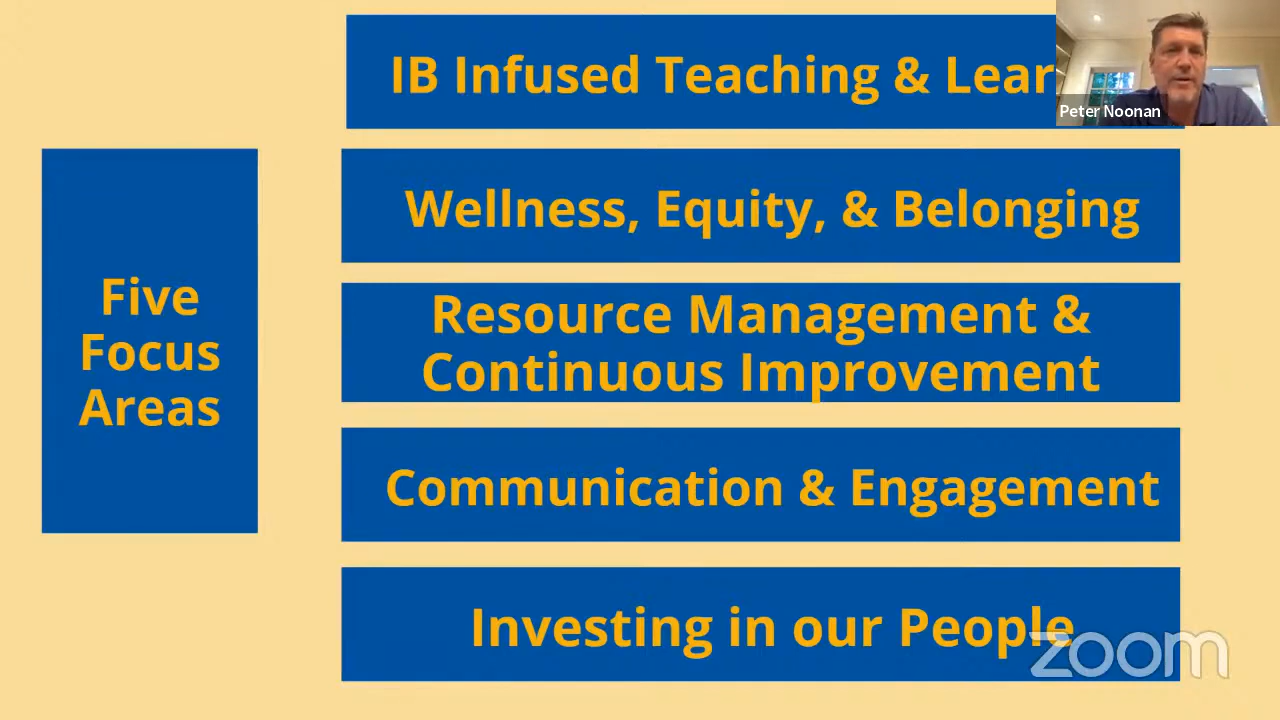 IB Infused Teaching & Lear
Peter Noonan
Wellness, Equity, & Belonging
Five
Focus
Areas
Resource Management &
Continuous Improvement
Communication & Engagement
Investing in our People
zoom